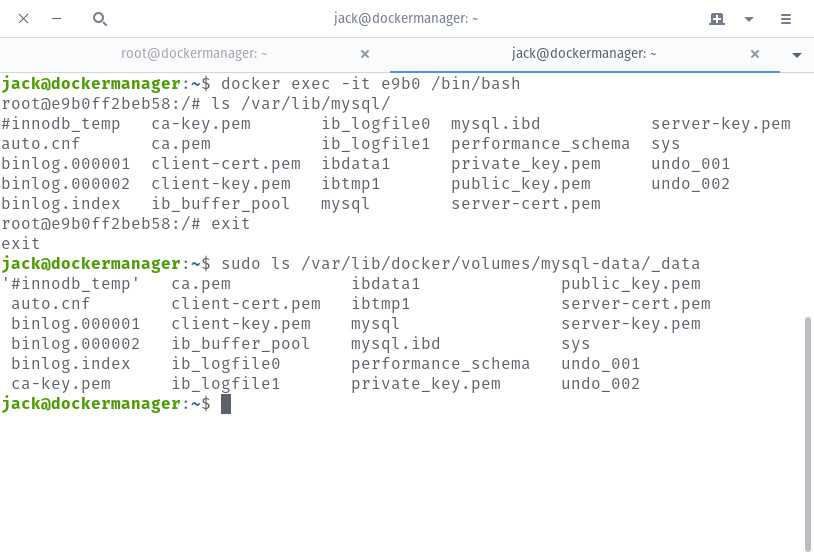 jack@dockermanager: ~
root@dockermanager: ~
jack@dockermanager: ~
jack@dockermanager:~$ docker exec -it e9b0 /bin/bash
root@e9b0ff2beb58:/# ls /var/lib/mysql/
#innodb_temp   ca-key.pem       ib_logfile0  mysql.ibd           server-key.pem
auto.cnf       ca.pem           ib_logfile1  performance_schema  sys
binlog.000001  client-cert.pem  ibdata1      private_key.pem     undo_001
binlog.000002  client-key.pem   ibtmp1       public_key.pem      undo_002
binlog.index   ib_buffer_pool   mysql        server-cert.pem
root@e9b0ff2beb58:/# exit
exit
jack@dockermanager:~$ sudo ls /var/lib/docker/volumes/mysql-data/_data
'#innodb_temp'   ca.pem            ibdata1              public_key.pem
 auto.cnf        client-cert.pem   ibtmp1               server-cert.pem
 binlog.000001   client-key.pem    mysql                server-key.pem
 binlog.000002   ib_buffer_pool    mysql.ibd            sys
 binlog.index    ib_logfile0       performance_schema   undo_001
 ca-key.pem      ib_logfile1       private_key.pem      undo_002
jack@dockermanager:~$